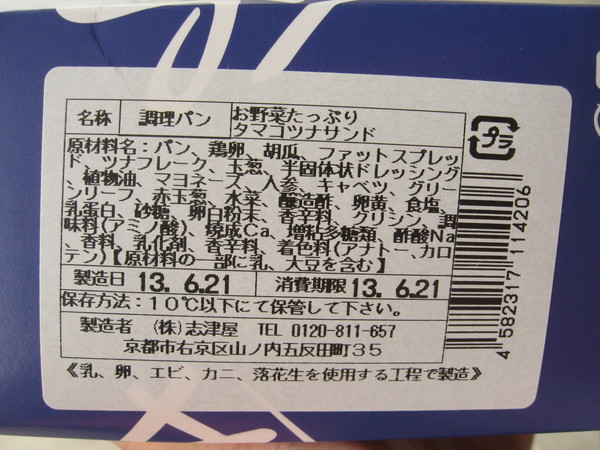 名称 調理パン お野菜たっぷり
タマゴツナサンド
プラ
原材料名：パン、鶏卵、胡瓜、ファットスプレッ
ド、ツナフレーク、玉葱、半固体状ドレッシング
、植物油、マヨネーズ、人参、キャベツ、グリー
ンリーフ、赤玉葱、水菜、醸造酢、卵黄、食塩、
乳蛋白、砂糖、卵白粉末、香辛料、グリシン、調
味料(アミノ酸)、焼成Ca、増粘多糖類、酢酸Na
、香料、乳化剤、香辛料、着色料(アナトー、カロ
テン)【原材料の一部に乳、大豆を含む】
製造日 13. 6.21 消費期限 13. 6.21
保存方法：10℃以下にて保管して下さい。
製造者 (株)志津屋 TEL 0120-811-657
京都市右京区山ノ内五反田町35
《乳、卵、エビ、カニ、落花生を使用する工程で製造》
4 582317 114206